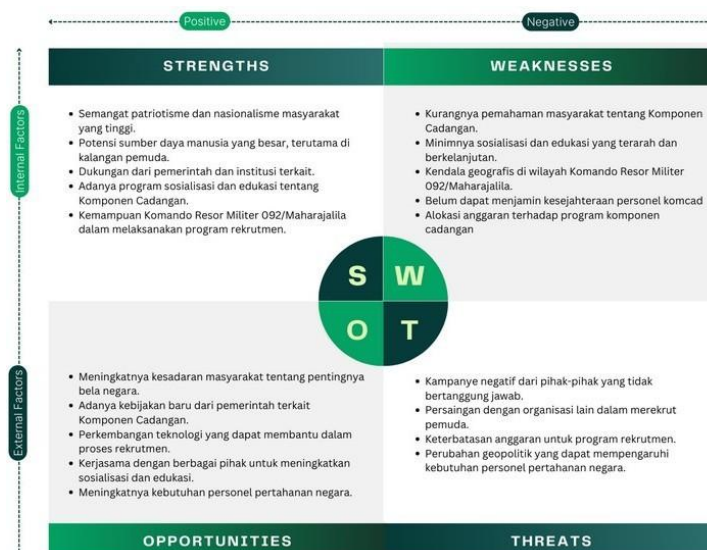 Positive
Negative
STRENGTHS
WEAKNESSES
Internal Factors
• Semangat patriotisme dan nasionalisme masyarakat
yang tinggi.
• Potensi sumber daya manusia yang besar, terutama di
kalangan pemuda.
• Dukungan dari pemerintah dan institusi terkait.
• Adanya program sosialisasi dan edukasi tentang
Komponen Cadangan.
• Kemampuan Komando Resor Militer 092/Maharajalila
dalam melaksanakan program rekrutmen.
• Kurangnya pemahaman masyarakat tentang Komponen
Cadangan.
• Minimnya sosialisasi dan edukasi yang terarah dan
berkelanjutan.
• Kendala geografis di wilayah Komando Resor Militer
092/Maharajalila.
• Belum dapat menjamin kesejahteraan personel komcad
• Alokasi anggaran terhadap program komponen
cadangan
S W
O T
External Factors
• Meningkatnya kesadaran masyarakat tentang pentingnya
bela negara.
• Adanya kebijakan baru dari pemerintah terkait
Komponen Cadangan.
• Perkembangan teknologi yang dapat membantu dalam
proses rekrutmen.
• Kerjasama dengan berbagai pihak untuk meningkatkan
sosialisasi dan edukasi.
• Meningkatnya kebutuhan personel pertahanan negara.
• Kampanye negatif dari pihak-pihak yang tidak
bertanggung jawab.
• Persaingan dengan organisasi lain dalam merekrut
pemuda.
• Keterbatasan anggaran untuk program rekrutmen.
• Perubahan geopolitik yang dapat mempengaruhi
kebutuhan personel pertahanan negara.
OPPORTUNITIES
THREATS